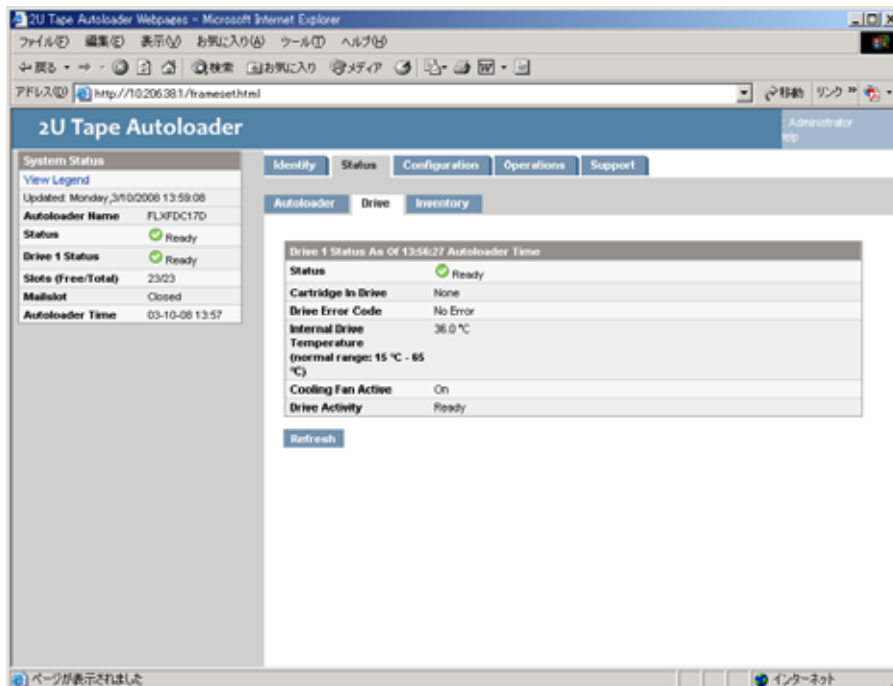 2U Tape Autoloader Webpages - Microsoft Internet Explorer
ファイル(F) 編集(E) 表示(V) お気に入り(A) ツール(T) ヘルプ(H)
戻る 検索 お気に入り メディア
アドレス(D) http://10.206.38.1/frameset.html 移動 リンク »
2U Tape Autoloader
Administrator
System Status
View Legend
Updated: Monday,3/10/2008 13:59:08
Autoloader Name FLXFDC17D
Status Ready
Drive 1 Status Ready
Slots (Free/Total) 23/23
Mailslot Closed
Autoloader Time 03-10-08 13:57
Identity Status Configuration Operations Support
Autoloader Drive Inventory
Drive 1 Status As Of 13:56:27 Autoloader Time
Status Ready
Cartridge In Drive None
Drive Error Code No Error
Internal Drive 36.0 ℃
Temperature
(normal range: 15 ℃ - 65
℃)
Cooling Fan Active On
Drive Activity Ready
Refresh
ページが表示されました インターネット